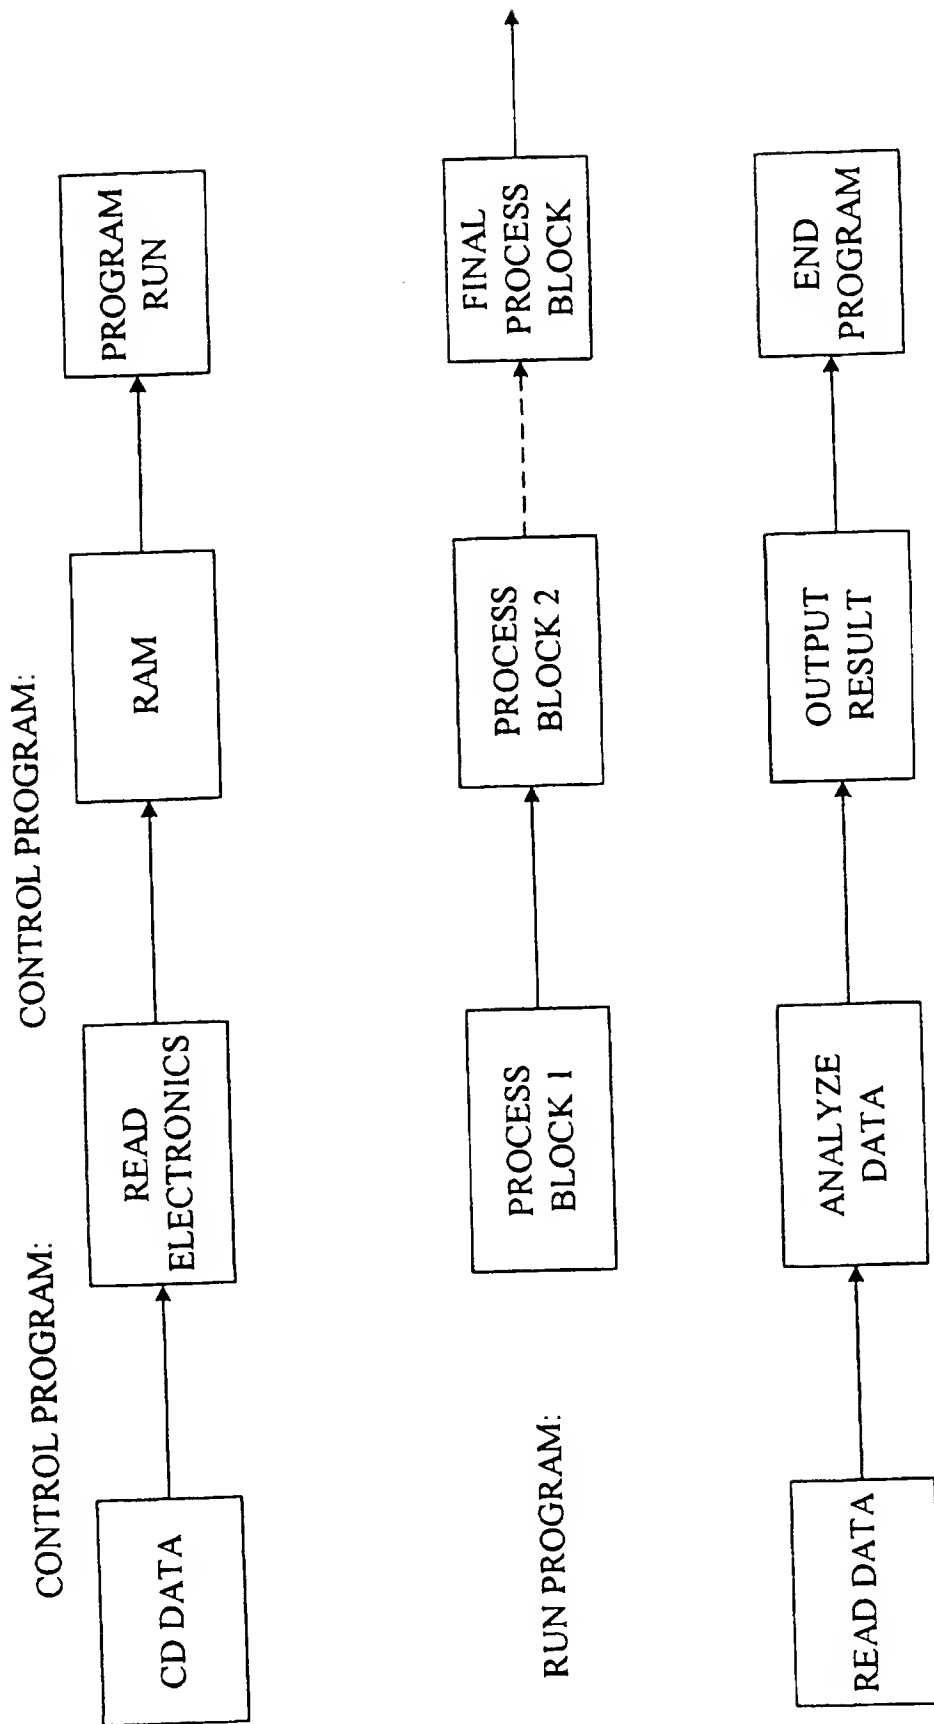 CONTROL PROGRAM:
CONTROL PROGRAM:
CD DATA
READ
ELECTRONICS
RAM
PROGRAM
RUN
RUN PROGRAM:
PROCESS
BLOCK 1
PROCESS
BLOCK 2
FINAL
PROCESS
BLOCK
READ DATA
ANALYZE
DATA
OUTPUT
RESULT
END
PROGRAM